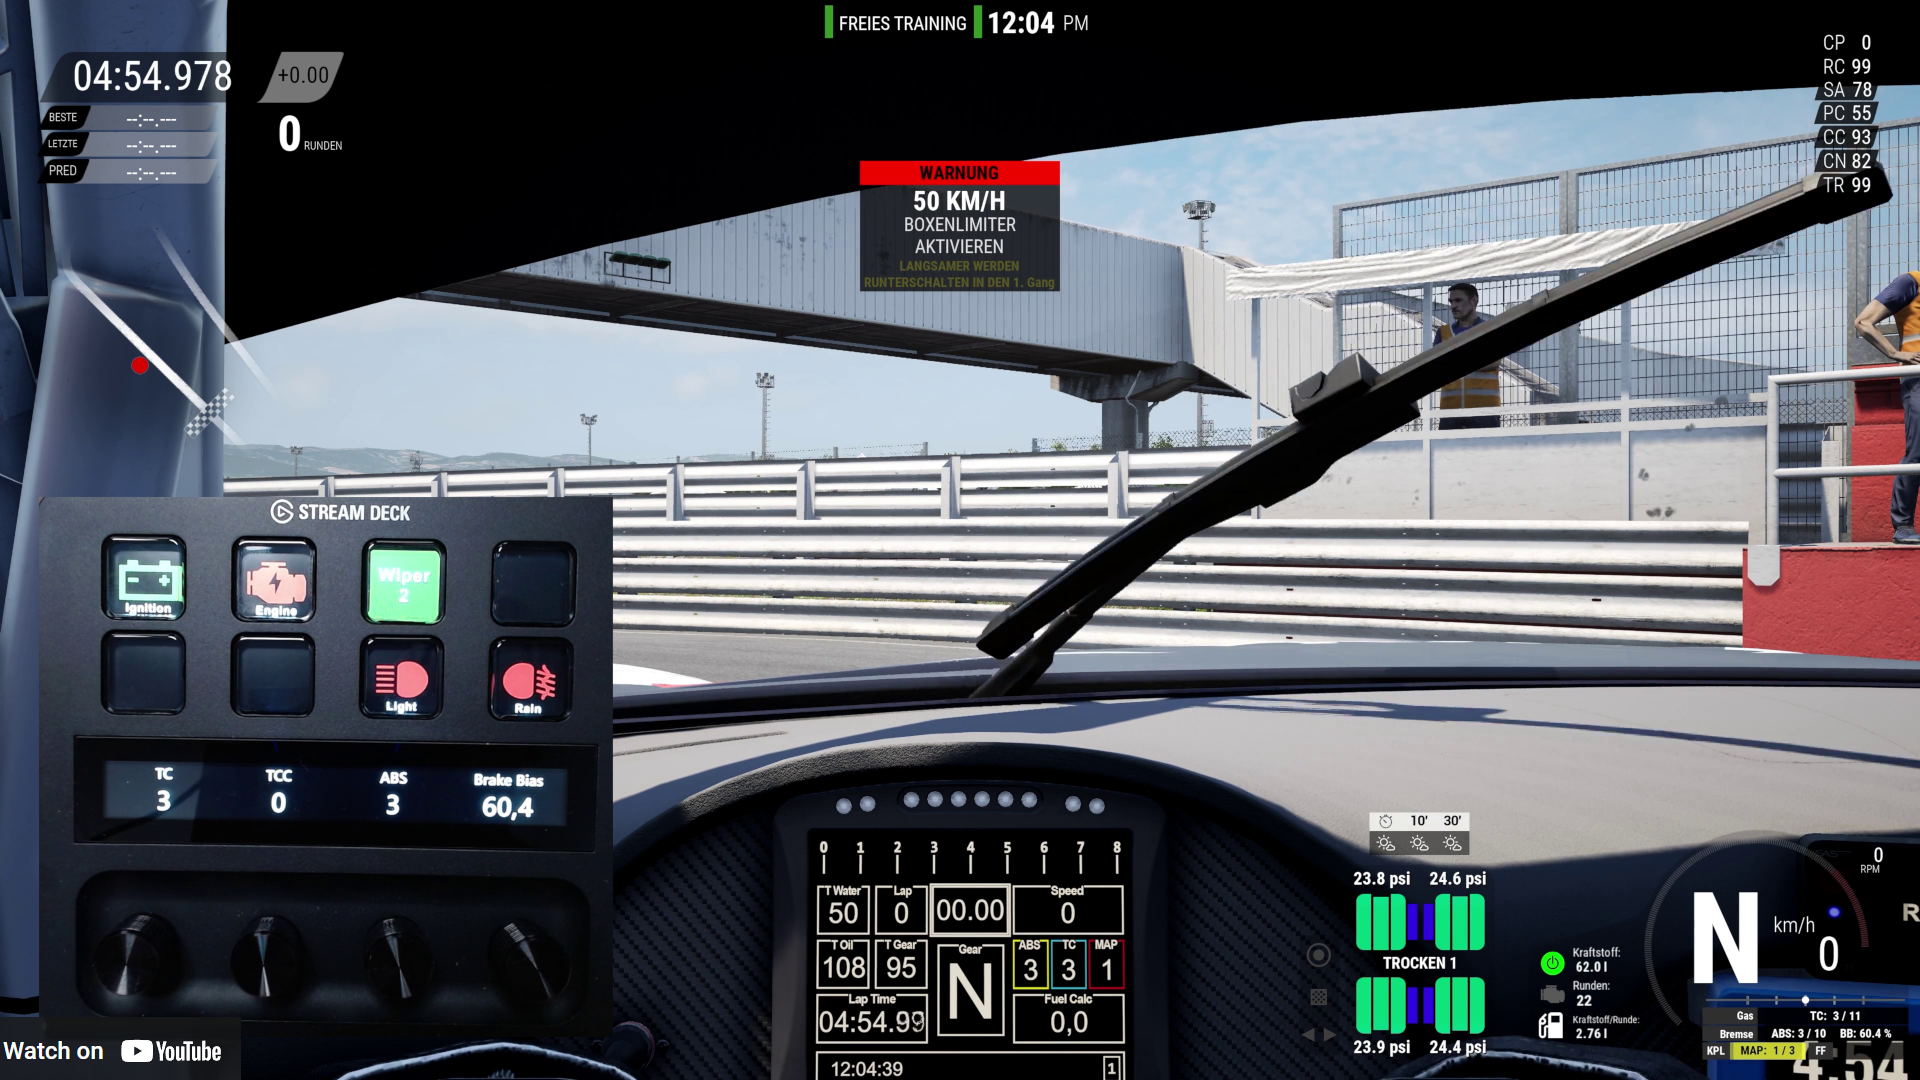 FREIES TRAINING 12:04 PM
04:54.978 +0.00
BESTE --:--.---
LETZTE --:--.---
PRED --:--.---
0 RUNDEN
CP 0
RC 99
SA 78
PC 55
CC 93
CN 82
TR 99
WARNUNG
50 KM/H
BOXENLIMITER
AKTIVIEREN
LANGSAMER WERDEN
RUNTERSCHALTEN IN DEN 1. Gang
STREAM DECK
Ignition
Engine
Wiper
2
Light
Rain
TC TCC ABS Brake Bias
3 0 3 60,4
Watch on YouTube
0 1 2 3 4 5 6 7 8
T Water Lap Speed
50 0 00.00 0
T Oil T Gear Gear ABS TC MAP
108 95 N 3 3 1
Lap Time Fuel Calc
04:54.99 0,0
12:04:39 1
10' 30'
23.8 psi 24.6 psi
TROCKEN 1
23.9 psi 24.4 psi
Kraftstoff:
62.0 l
Runden:
22
Kraftstoff/Runde:
2.76 l
0
RPM
N km/h
0
R
Gas TC: 3 / 11
Bremse ABS: 3 / 10 BB: 60.4 %
KPL MAP: 1 / 3 FF
4:54